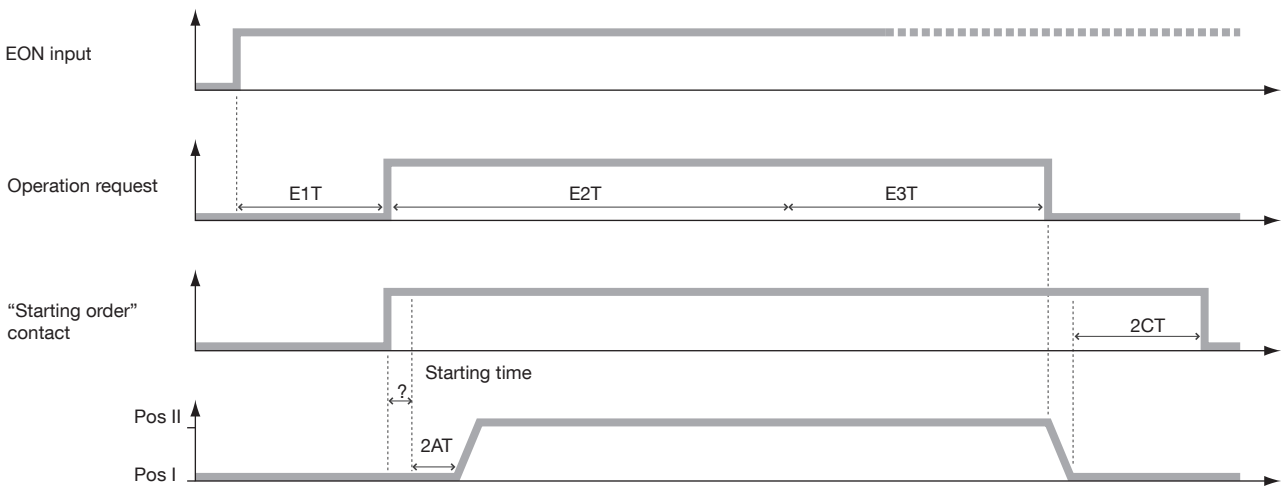 EON input
Operation request
E1T
E2T
E3T
“Starting order”
contact
2CT
Starting time
?
Pos II
2AT
Pos I